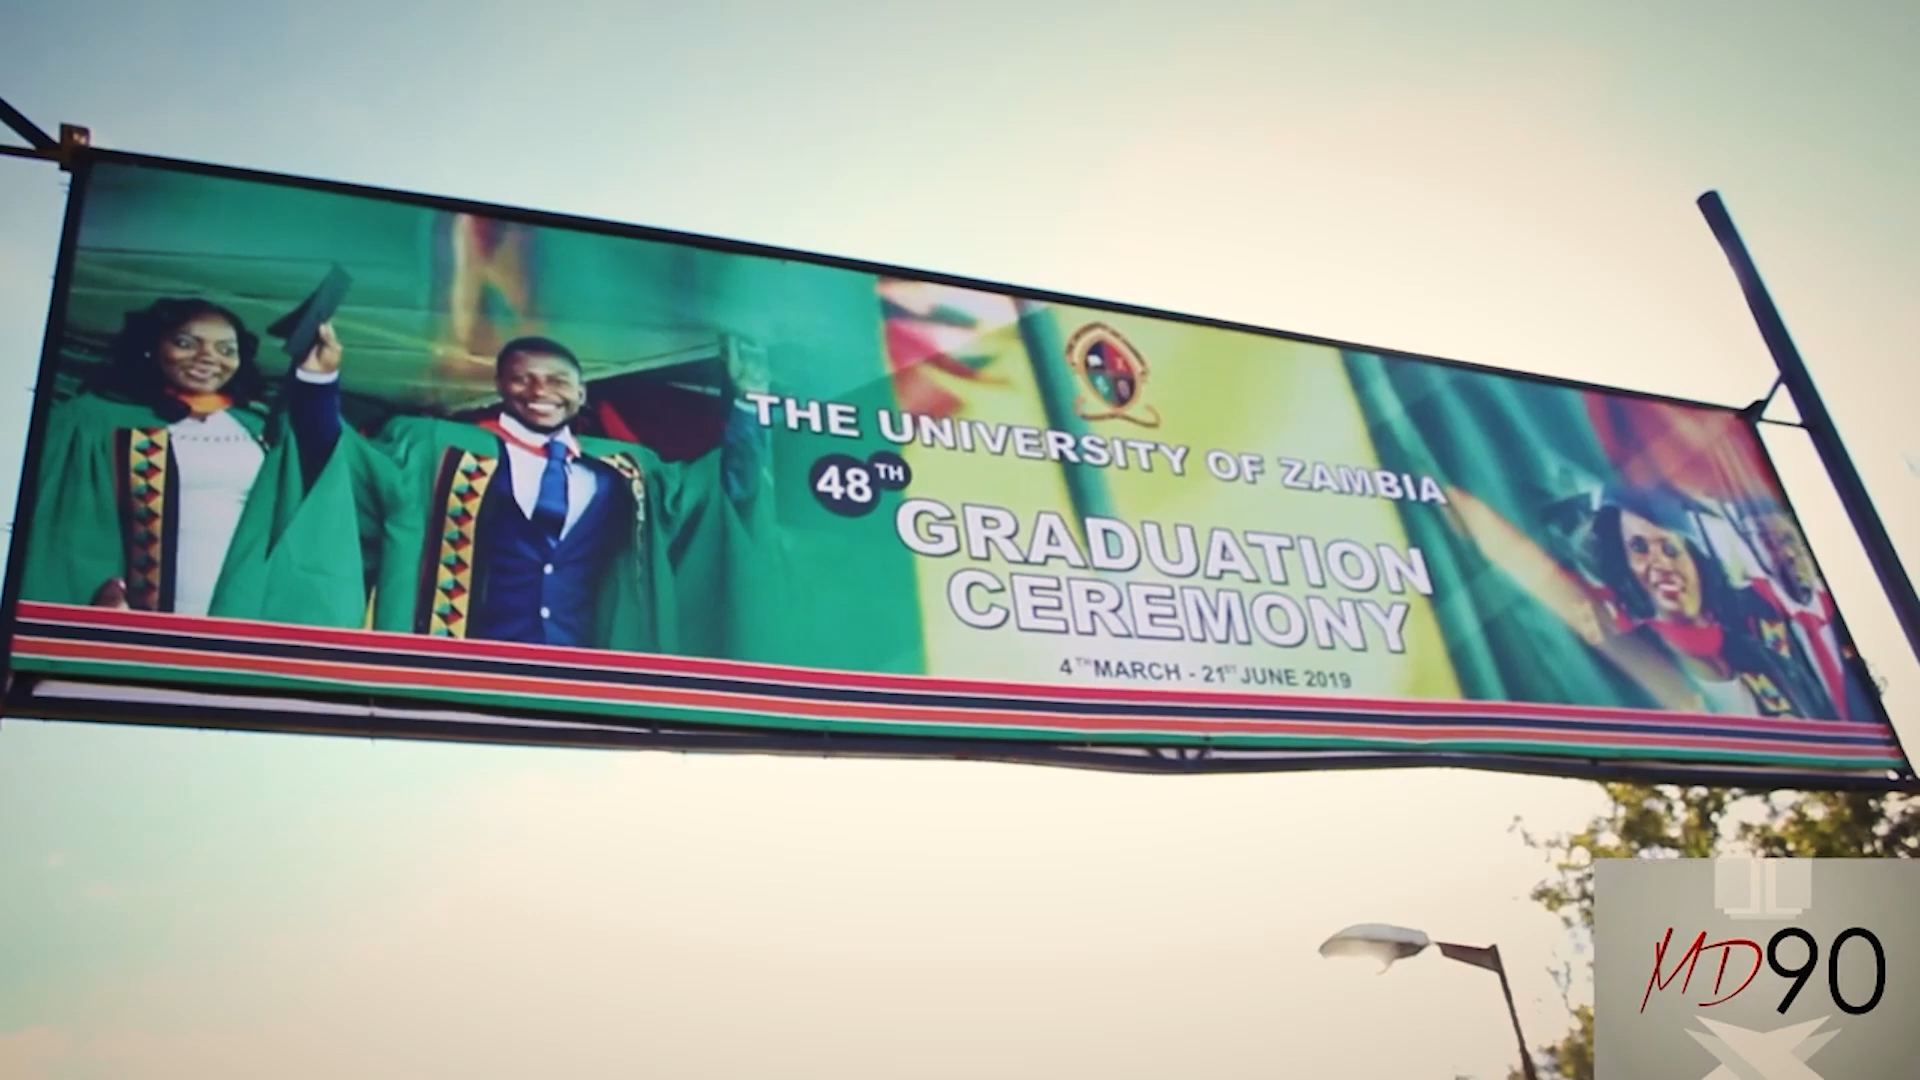 THE UNIVERSITY OF ZAMBIA
48TH
GRADUATION
CEREMONY
4TH MARCH - 21ST JUNE 2019
MD90